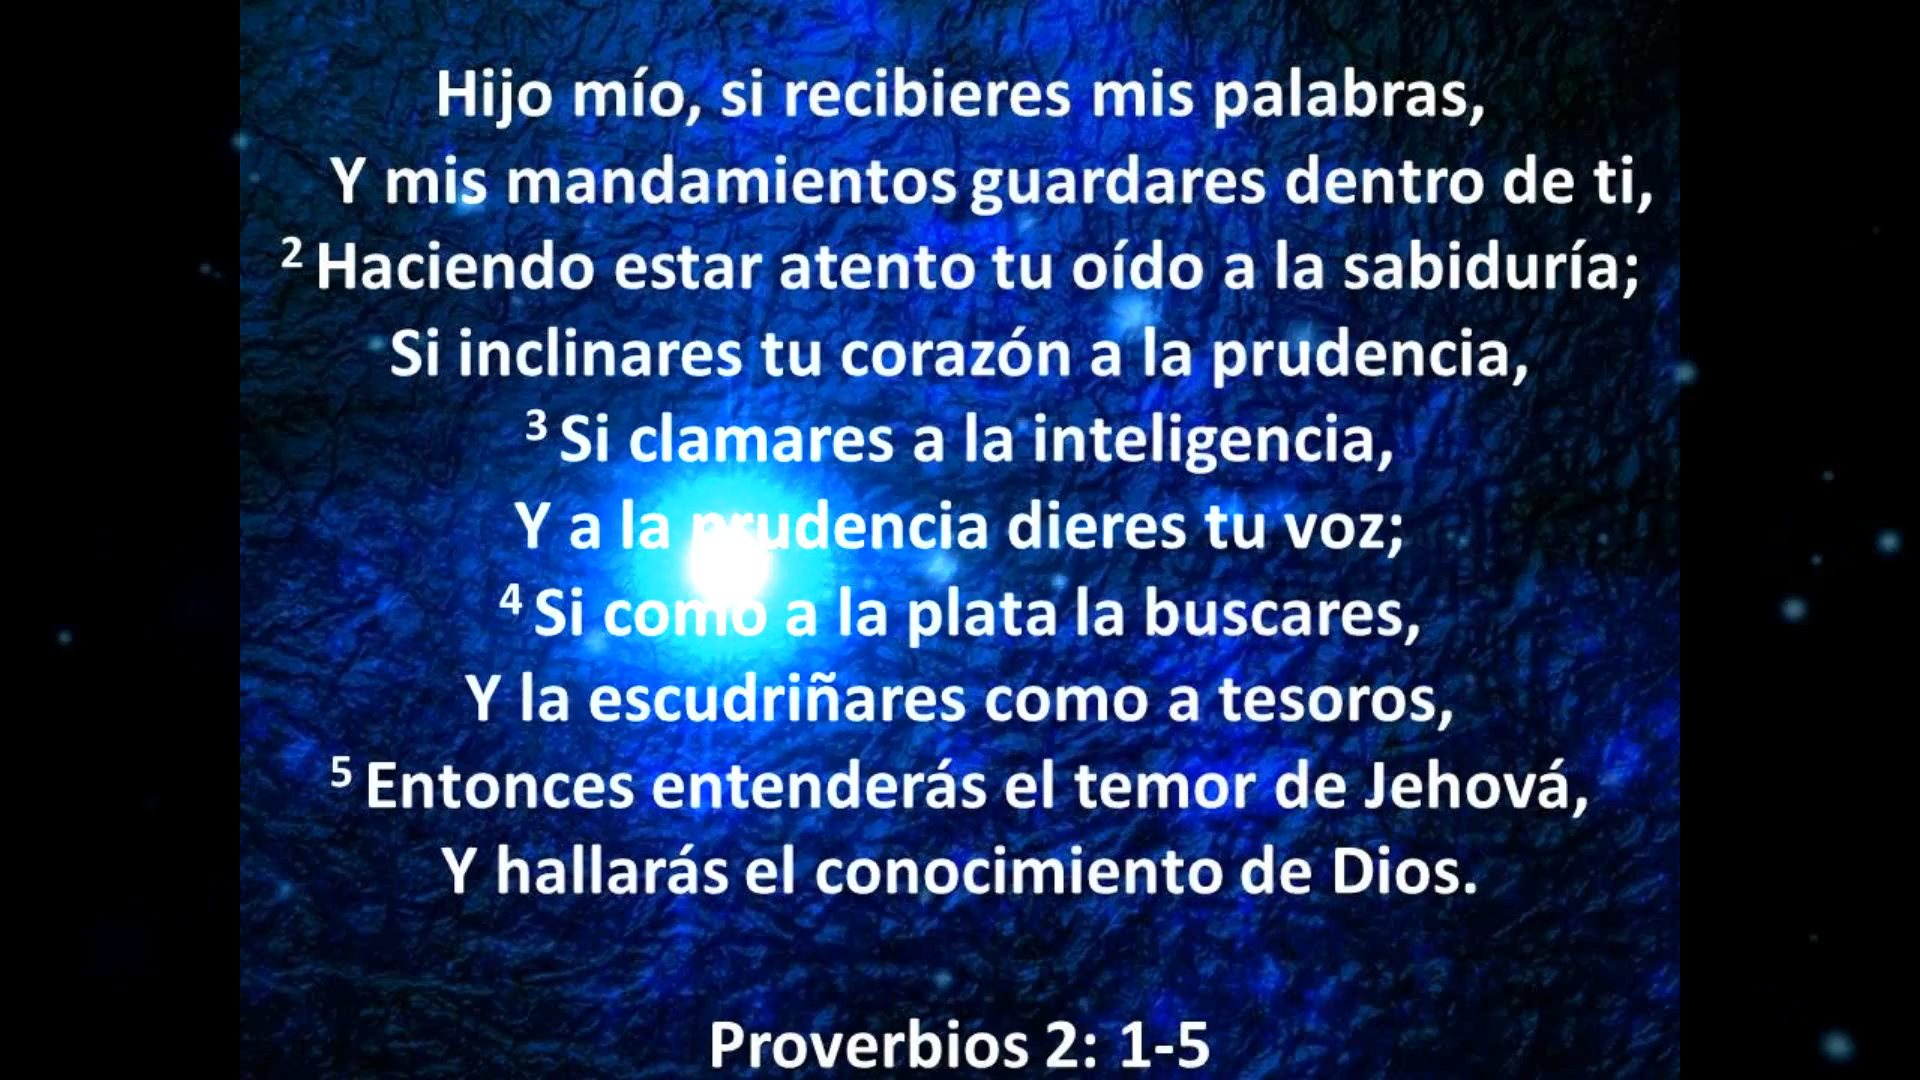 Hijo mío, si recibieres mis palabras,
Y mis mandamientos guardares dentro de ti,
2 Haciendo estar atento tu oído a la sabiduría;
Si inclinares tu corazón a la prudencia,
3 Si clamares a la inteligencia,
Y a la prudencia dieres tu voz;
4 Si como a la plata la buscares,
Y la escudriñares como a tesoros,
5 Entonces entenderás el temor de Jehová,
Y hallarás el conocimiento de Dios.
Proverbios 2: 1-5